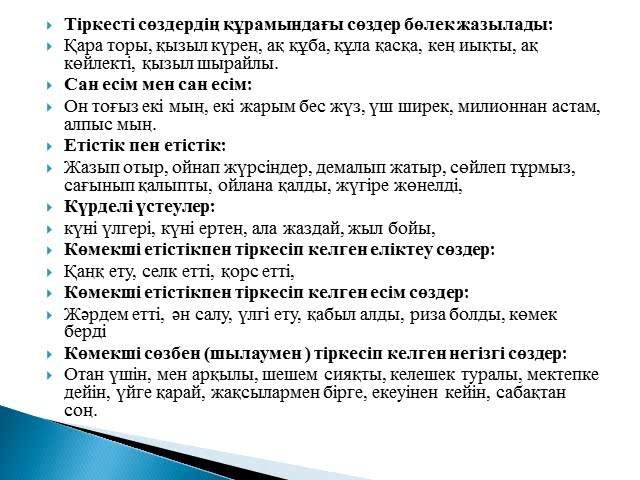 Тіркесті сөздердің құрамындағы сөздер бөлек жазылады:
Қара торы, қызыл күрең, ақ құба, құла қасқа, кең иықты, ақ
көйлекті, қызыл шырайлы.
Сан есім мен сан есім:
Он тоғыз екі мың, екі жарым бес жүз, үш ширек, милионнан астам,
алпыс мың.
Етістік пен етістік:
Жазып отыр, ойнап жүрсіңдер, демалып жатыр, сөйлеп тұрмыз,
сағынып қалыпты, ойлана қалды, жүгіре жөнелді,
Күрделі үстеулер:
күні үлгері, күні ертең, ала жаздай, жыл бойы,
Көмекші етістікпен тіркесіп келген еліктеу сөздер:
Қаңқ ету, селк етті, қорс етті,
Көмекші етістікпен тіркесіп келген есім сөздер:
Жәрдем етті, ән салу, үлгі ету, қабыл алды, риза болды, көмек
берді
Көмекші сөзбен (шылаумен ) тіркесіп келген негізгі сөздер:
Отан үшін, мен арқылы, шешем сияқты, келешек туралы, мектепке
дейін, үйге қарай, жақсылармен бірге, екеуінен кейін, сабақтан
соң.